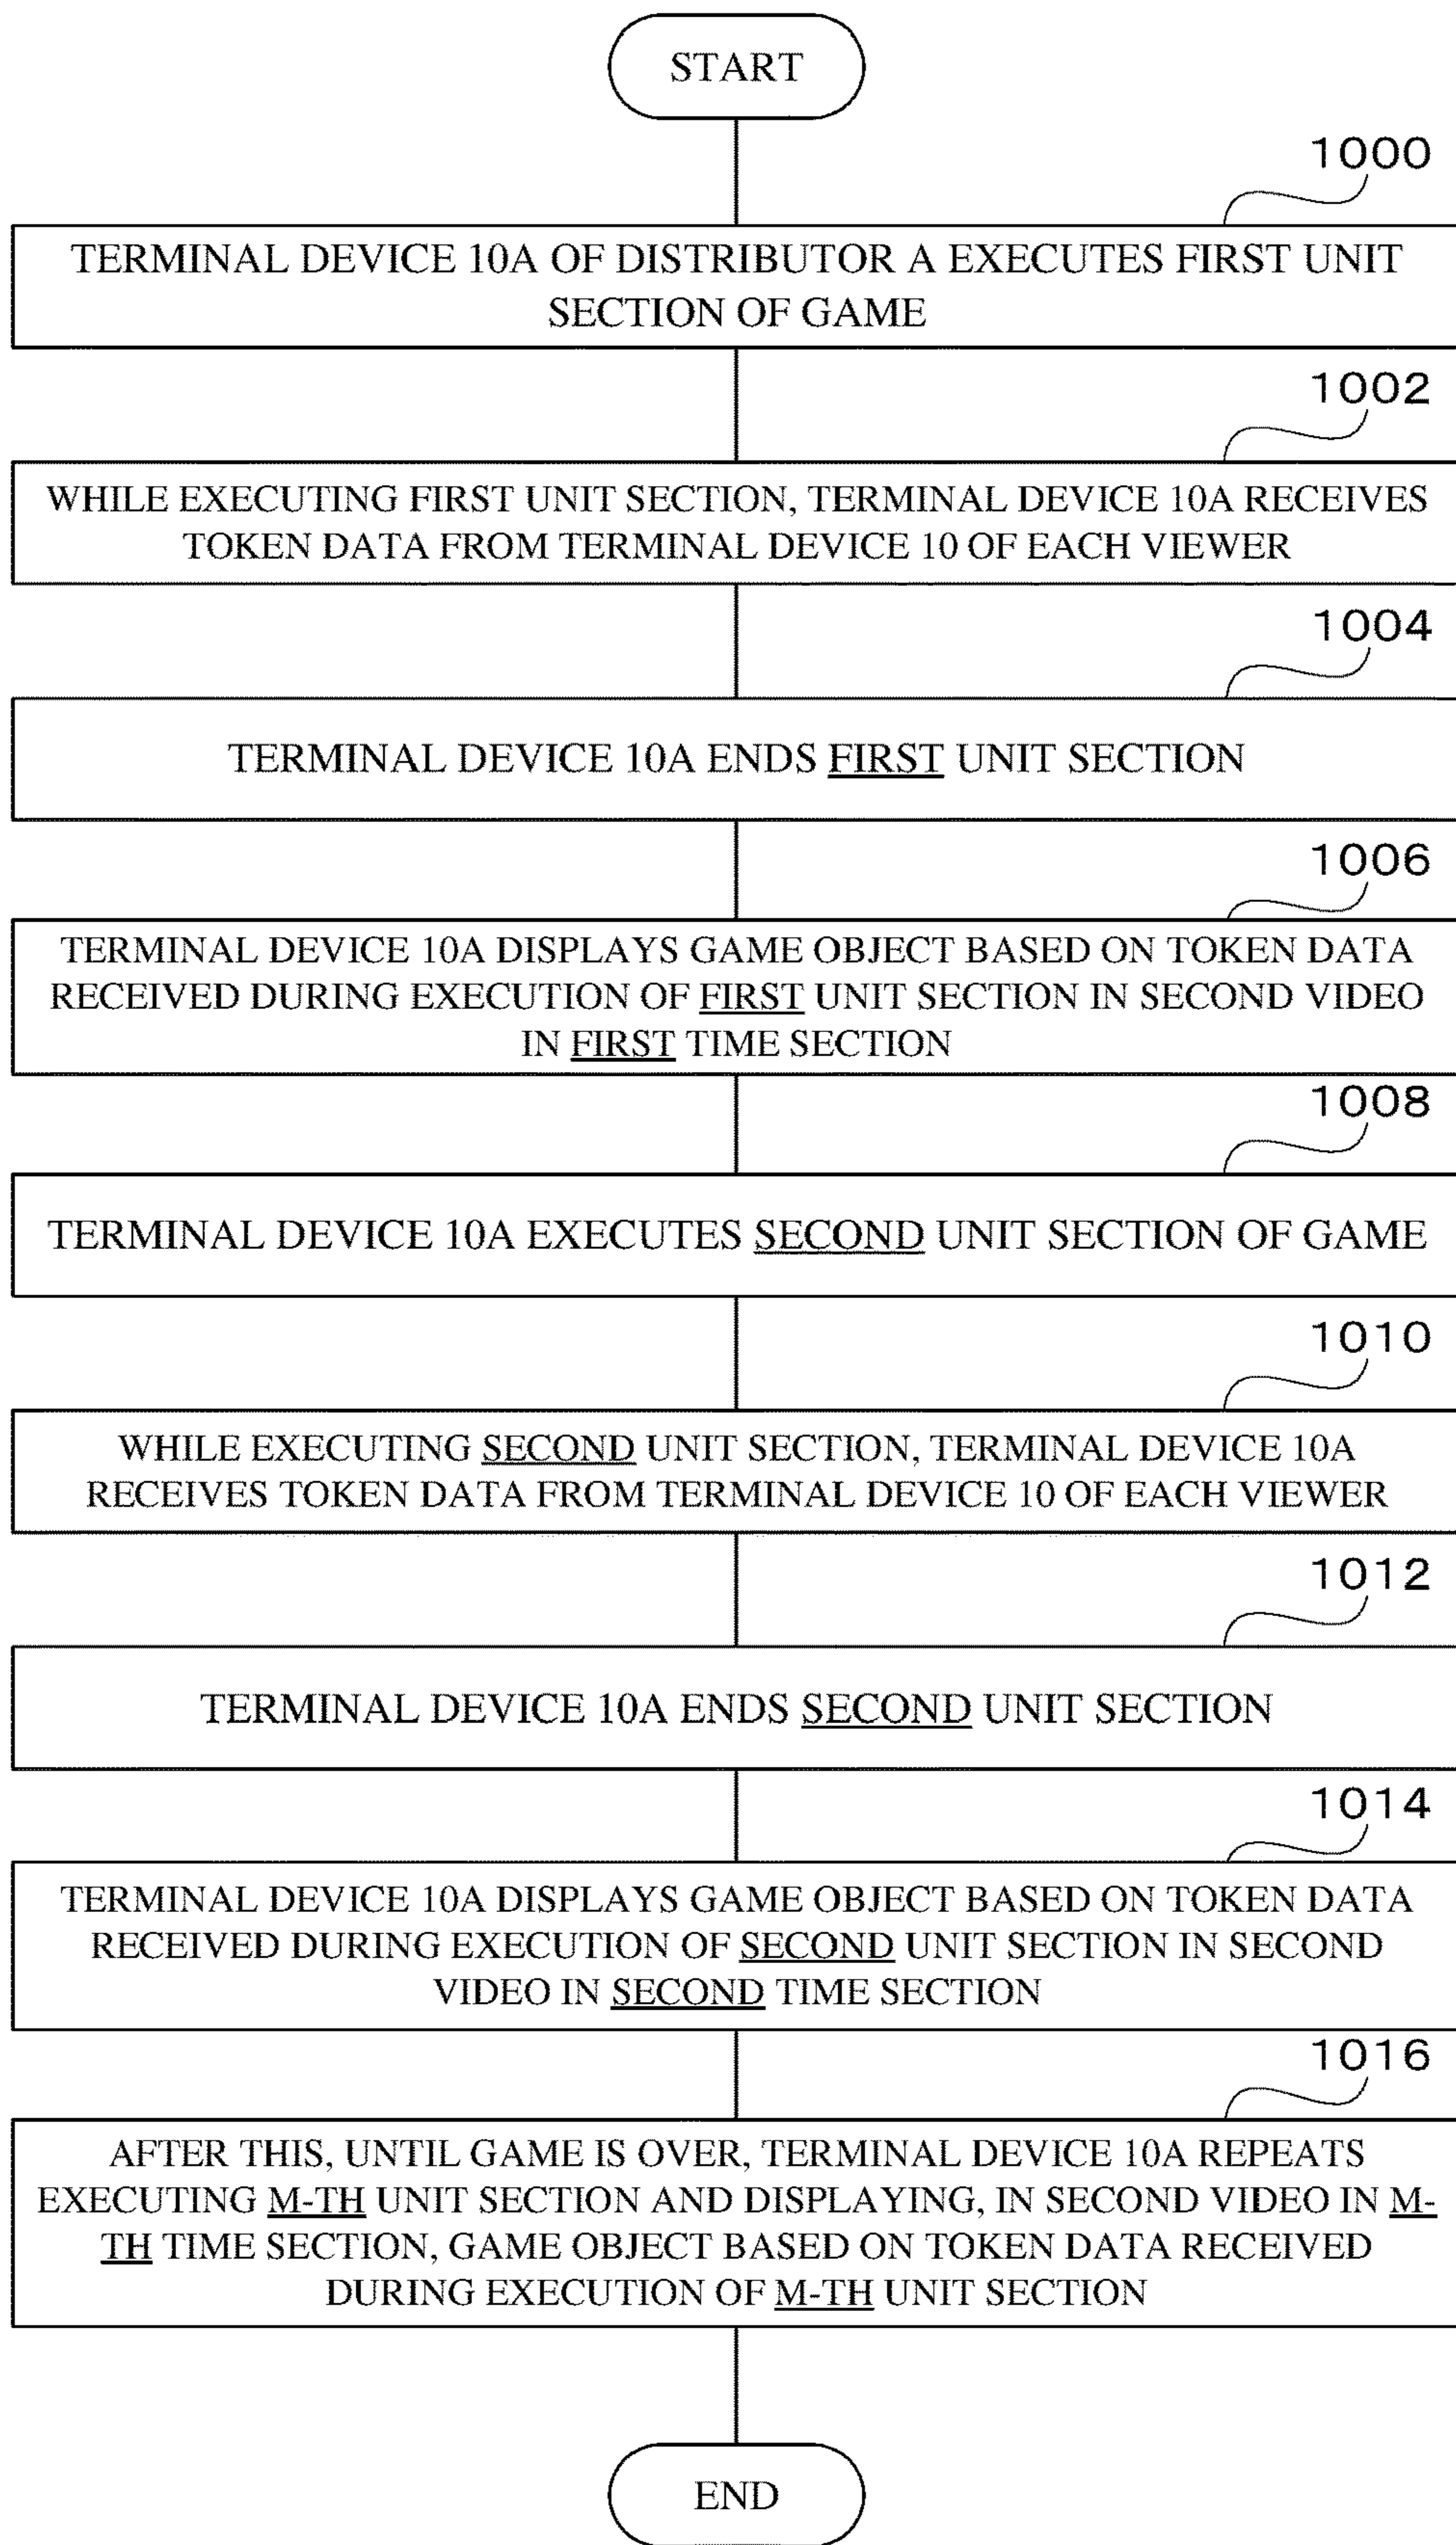 START
1000
TERMINAL DEVICE 10A OF DISTRIBUTOR A EXECUTES FIRST UNIT
SECTION OF GAME
1002
WHILE EXECUTING FIRST UNIT SECTION, TERMINAL DEVICE 10A RECEIVES
TOKEN DATA FROM TERMINAL DEVICE 10 OF EACH VIEWER
1004
TERMINAL DEVICE 10A ENDS FIRST UNIT SECTION
1006
TERMINAL DEVICE 10A DISPLAYS GAME OBJECT BASED ON TOKEN DATA
RECEIVED DURING EXECUTION OF FIRST UNIT SECTION IN SECOND VIDEO
IN FIRST TIME SECTION
1008
TERMINAL DEVICE 10A EXECUTES SECOND UNIT SECTION OF GAME
1010
WHILE EXECUTING SECOND UNIT SECTION, TERMINAL DEVICE 10A
RECEIVES TOKEN DATA FROM TERMINAL DEVICE 10 OF EACH VIEWER
1012
TERMINAL DEVICE 10A ENDS SECOND UNIT SECTION
1014
TERMINAL DEVICE 10A DISPLAYS GAME OBJECT BASED ON TOKEN DATA
RECEIVED DURING EXECUTION OF SECOND UNIT SECTION IN SECOND
VIDEO IN SECOND TIME SECTION
1016
AFTER THIS, UNTIL GAME IS OVER, TERMINAL DEVICE 10A REPEATS
EXECUTING M-TH UNIT SECTION AND DISPLAYING, IN SECOND VIDEO IN M-
TH TIME SECTION, GAME OBJECT BASED ON TOKEN DATA RECEIVED
DURING EXECUTION OF M-TH UNIT SECTION
END